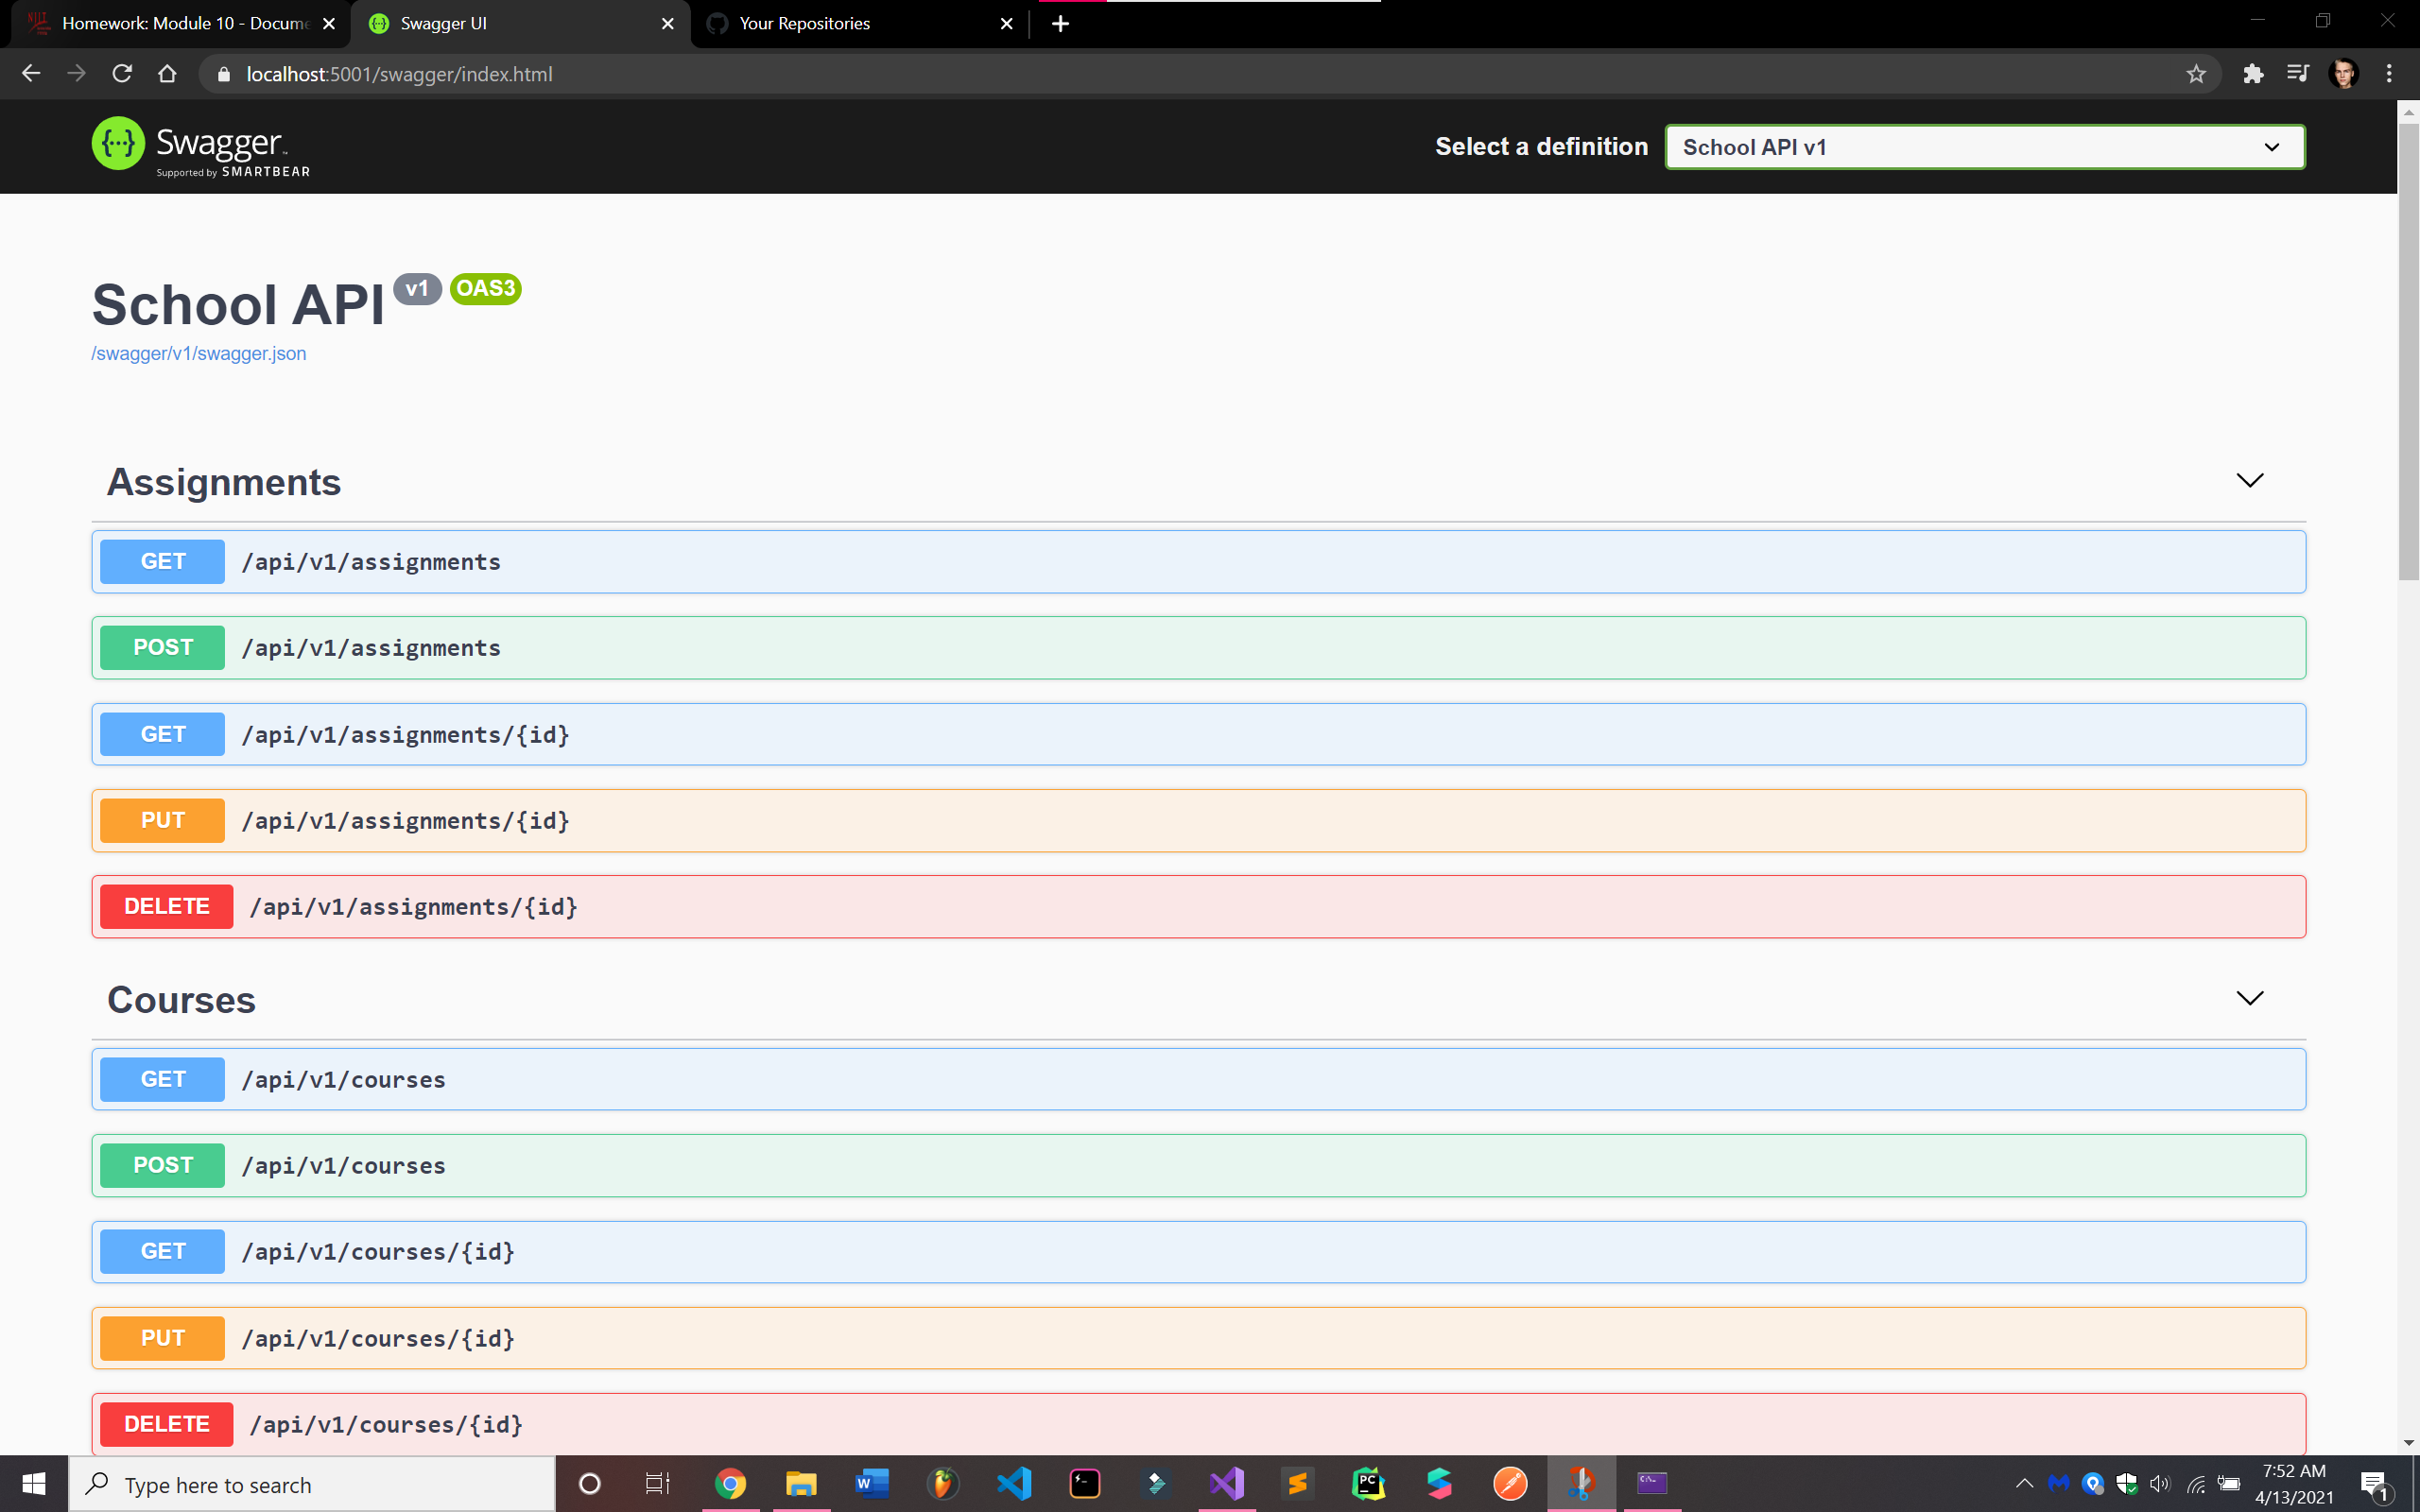 Homework: Module 10 - Docume
Swagger UI
Your Repositories
localhost:5001/swagger/index.html
Swagger
Supported by SMARTBEAR
Select a definition
School API v1
School API v1 OAS3
/swagger/v1/swagger.json
Assignments
GET /api/v1/assignments
POST /api/v1/assignments
GET /api/v1/assignments/{id}
PUT /api/v1/assignments/{id}
DELETE /api/v1/assignments/{id}
Courses
GET /api/v1/courses
POST /api/v1/courses
GET /api/v1/courses/{id}
PUT /api/v1/courses/{id}
DELETE /api/v1/courses/{id}
Type here to search
7:52 AM
4/13/2021
1